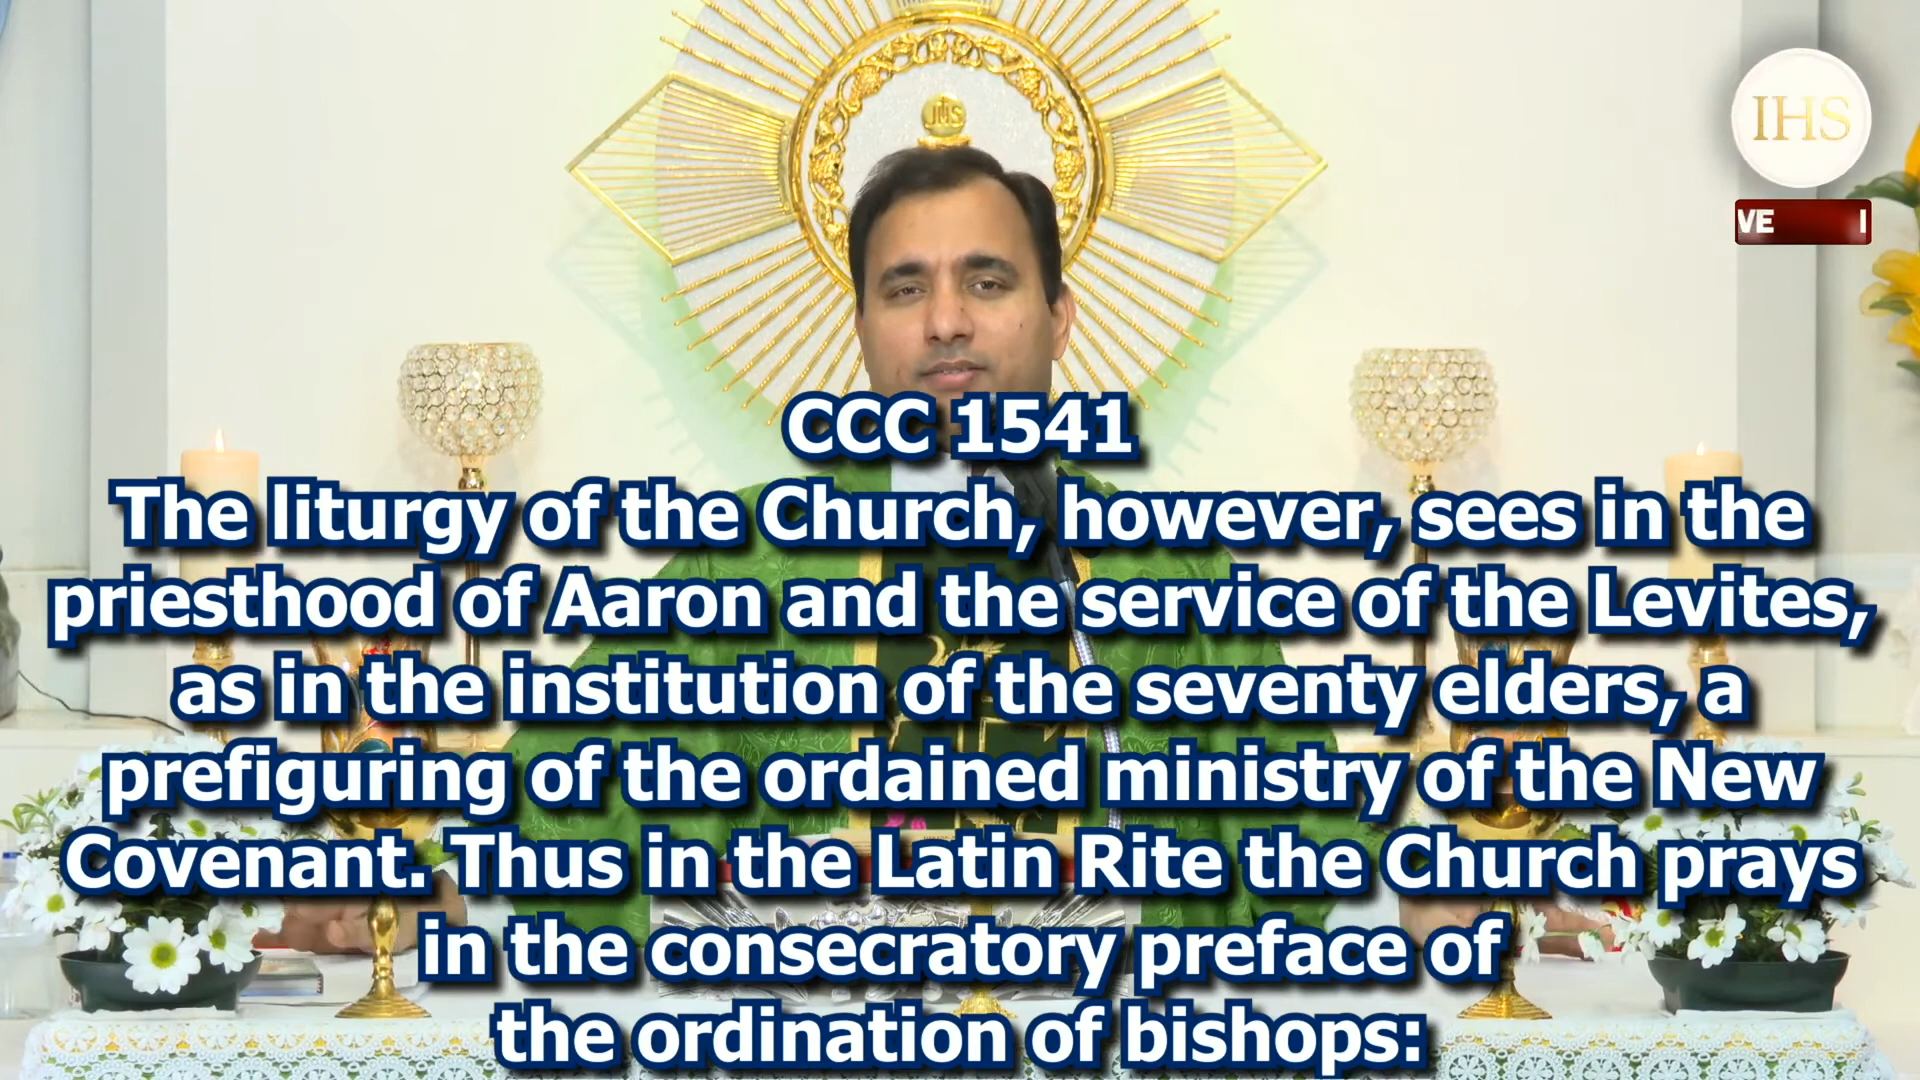 IHS
VE I
IHS
CCC 1541
The liturgy of the Church, however, sees in the
priesthood of Aaron and the service of the Levites,
as in the institution of the seventy elders, a
prefiguring of the ordained ministry of the New
Covenant. Thus in the Latin Rite the Church prays
in the consecratory preface of
the ordination of bishops: